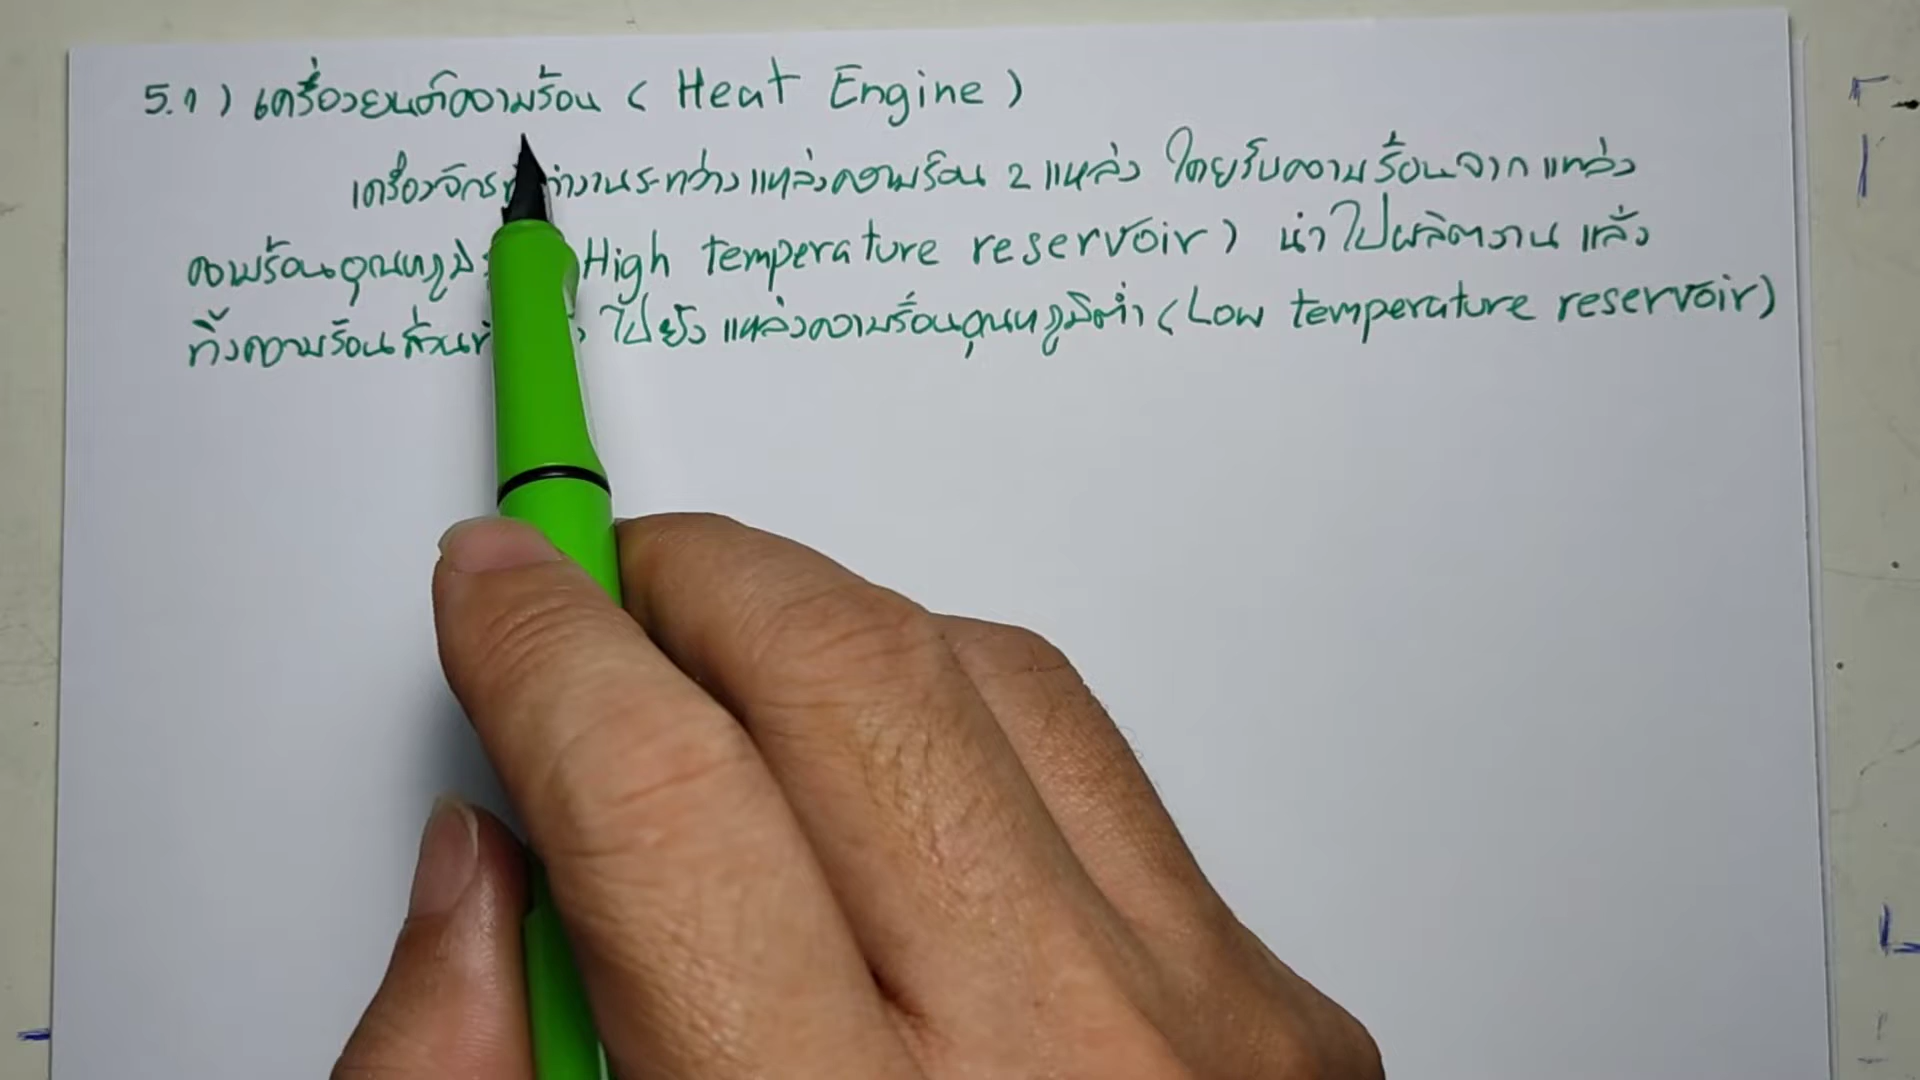 5.1) เครื่องยนต์ความร้อน (Heat Engine)
เครื่องจักร ทำงานระหว่างแหล่งความร้อน 2 แหล่ง โดยรับความร้อนจากแหล่ง
ความร้อนอุณหภูมิ High temperature reservoir) นำไปผลิตงาน แล้ว
ทิ้งความร้อนส่วน ไปยัง แหล่งความร้อนอุณหภูมิต่ำ (Low temperature reservoir)